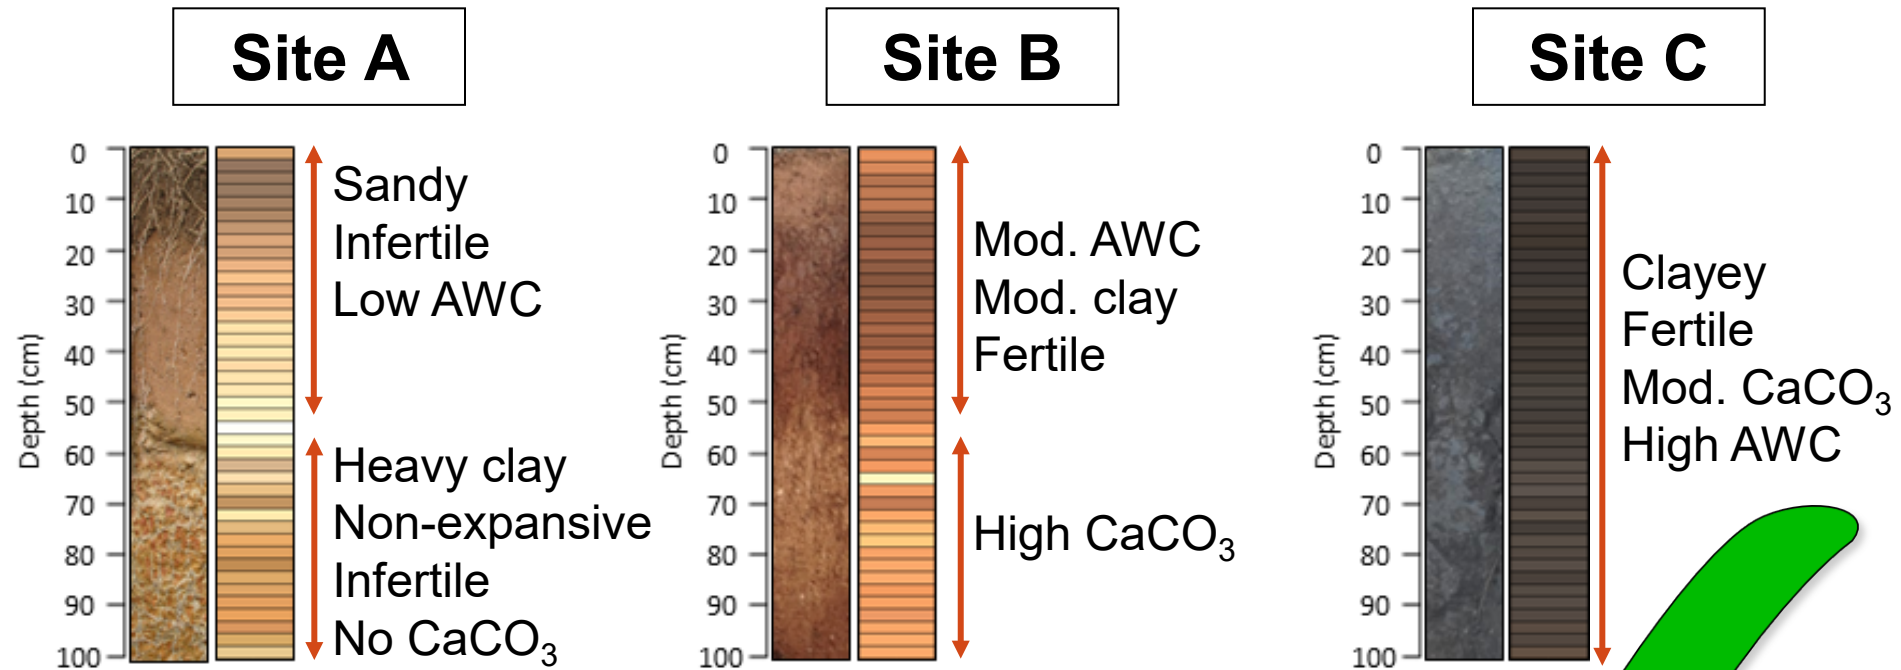 Site A
Site B
Site C
Depth (cm)
0
10
20
30
40
50
60
70
80
90
100
Sandy
Infertile
Low AWC
Heavy clay
Non-expansive
Infertile
No CaCO₃
Depth (cm)
0
10
20
30
40
50
60
70
80
90
100
Mod. AWC
Mod. clay
Fertile
High CaCO₃
Depth (cm)
0
10
20
30
40
50
60
70
80
90
100
Clayey
Fertile
Mod. CaCO₃
High AWC